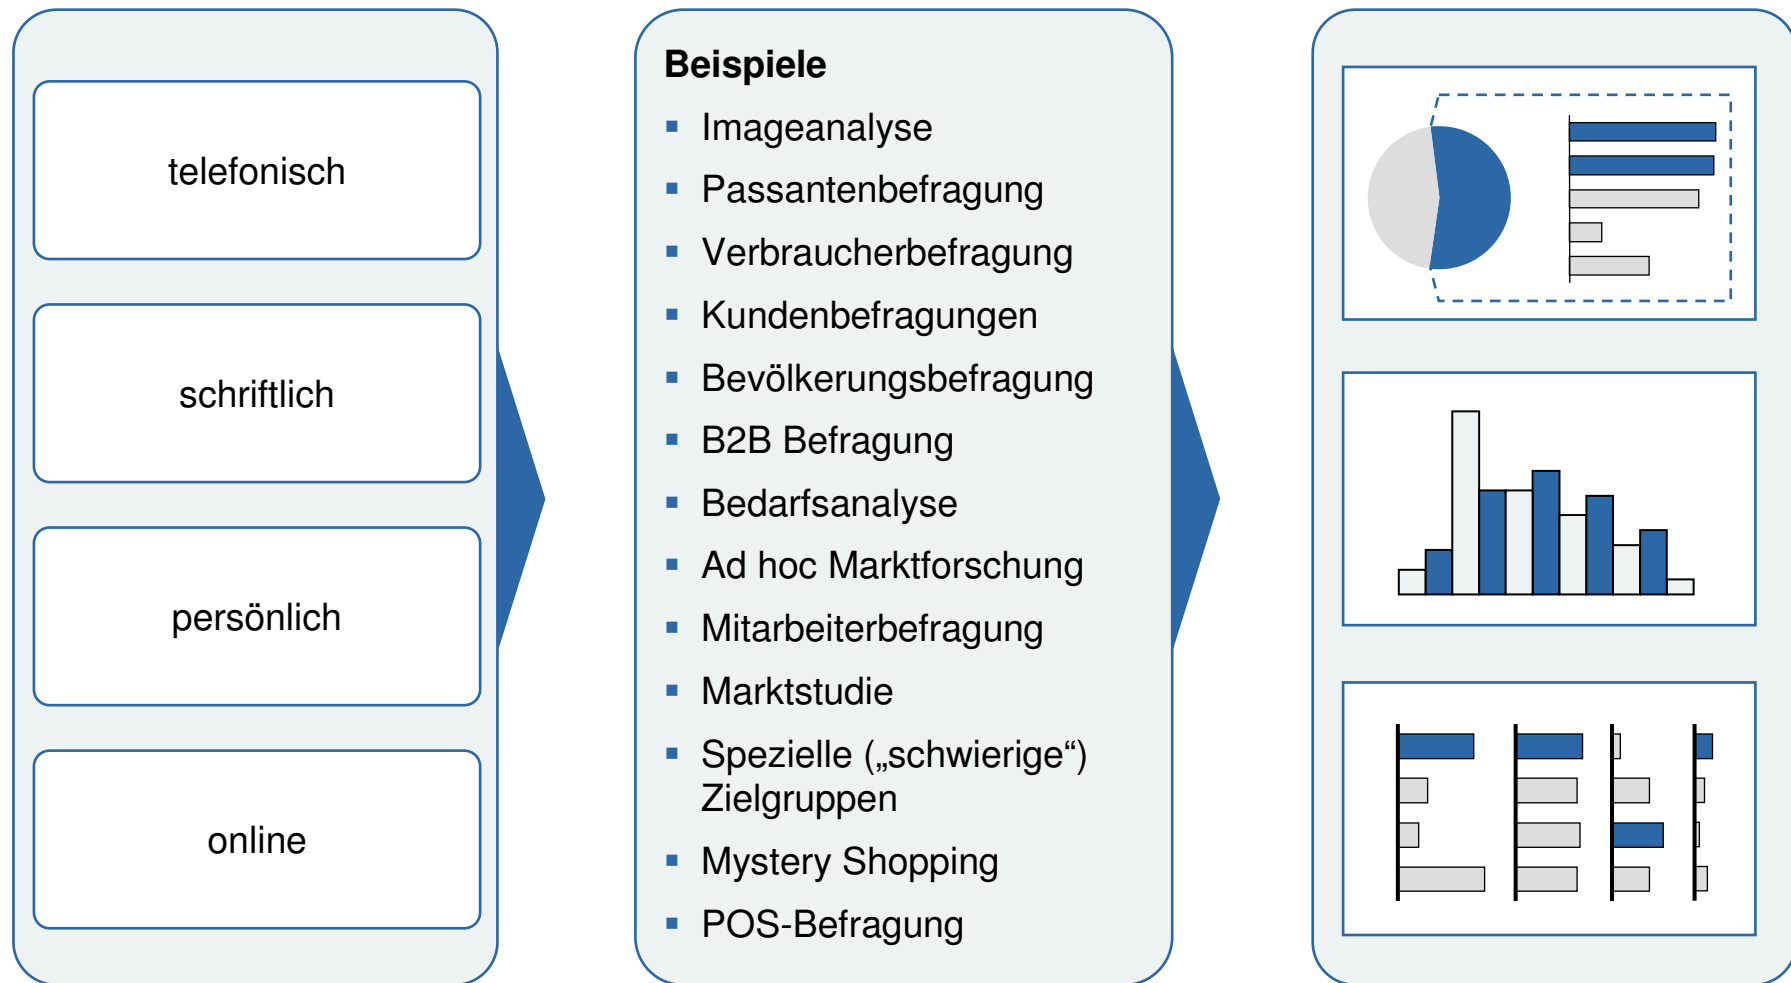 telefonisch
schriftlich
persönlich
online
Beispiele
▪ Imageanalyse
▪ Passantenbefragung
▪ Verbraucherbefragung
▪ Kundenbefragungen
▪ Bevölkerungsbefragung
▪ B2B Befragung
▪ Bedarfsanalyse
▪ Ad hoc Marktforschung
▪ Mitarbeiterbefragung
▪ Marktstudie
▪ Spezielle („schwierige“)
Zielgruppen
▪ Mystery Shopping
▪ POS-Befragung